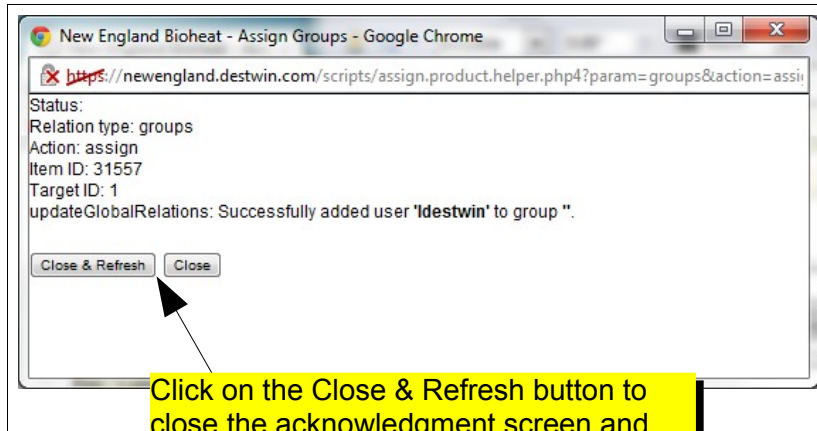 New England Bioheat - Assign Groups - Google Chrome
https://newengland.destwin.com/scripts/assign.product.helper.php4?param=groups&action=assi
Status:
Relation type: groups
Action: assign
Item ID: 31557
Target ID: 1
updateGlobalRelations: Successfully added user 'ldestwin' to group ''.
Close & Refresh Close
Click on the Close & Refresh button to
close the acknowledgment screen and